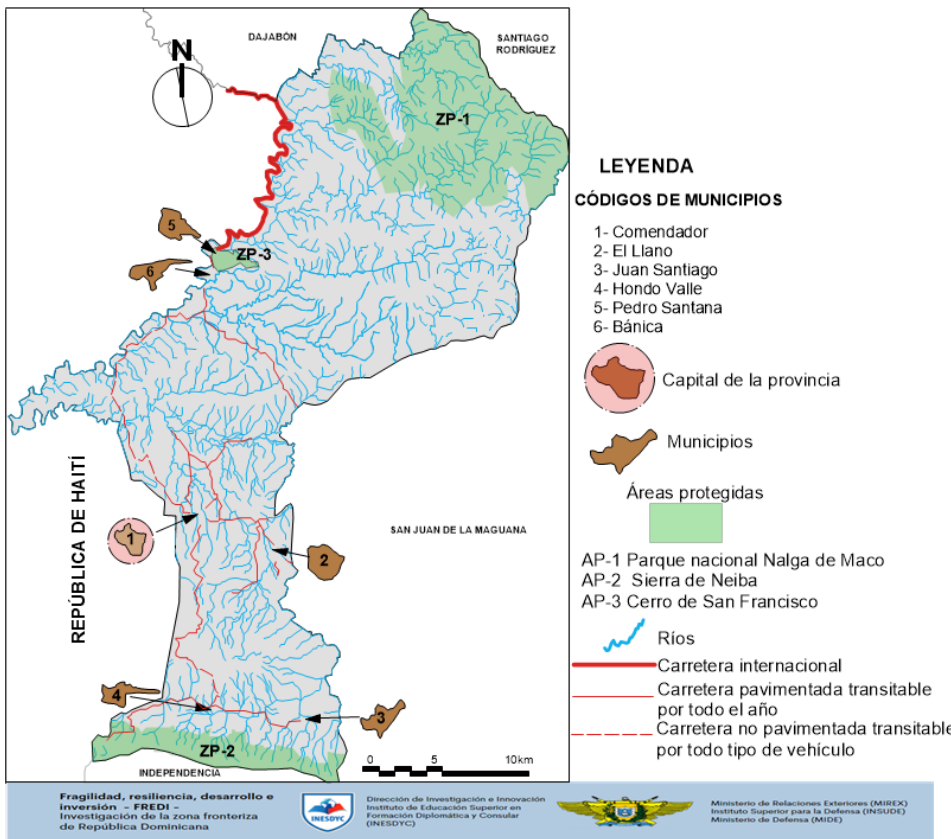 DAJABÓN
SANTIAGO
RODRÍGUEZ
N
ZP-1
5
ZP-3
6
REPÚBLICA DE HAITÍ
SAN JUAN DE LA MAGUANA
1
2
4
3
ZP-2
INDEPENDENCIA
0
10km
LEYENDA
CÓDIGOS DE MUNICIPIOS
1- Comendador
2- El Llano
3- Juan Santiago
4- Hondo Valle
5- Pedro Santana
6- Bánica
Capital de la provincia
Municipios
Áreas protegidas
AP-1 Parque nacional Nalga de Maco
AP-2 Sierra de Neiba
AP-3 Cerro de San Francisco
Ríos
Carretera internacional
Carretera pavimentada transitable
por todo el año
Carretera no pavimentada transitable
por todo tipo de vehículo
Fragilidad, resiliencia, desarrollo e
inversión - FREDI -
Investigación de la zona fronteriza
de República Dominicana
INESDYC
Dirección de Investigación e Innovación
Instituto de Educación Superior en
Formación Diplomática y Consular
(INESDYC)
Ministerio de Relaciones Exteriores (MIREX)
Instituto Superior para la Defensa (INSUDE)
Ministerio de Defensa (MIDE)